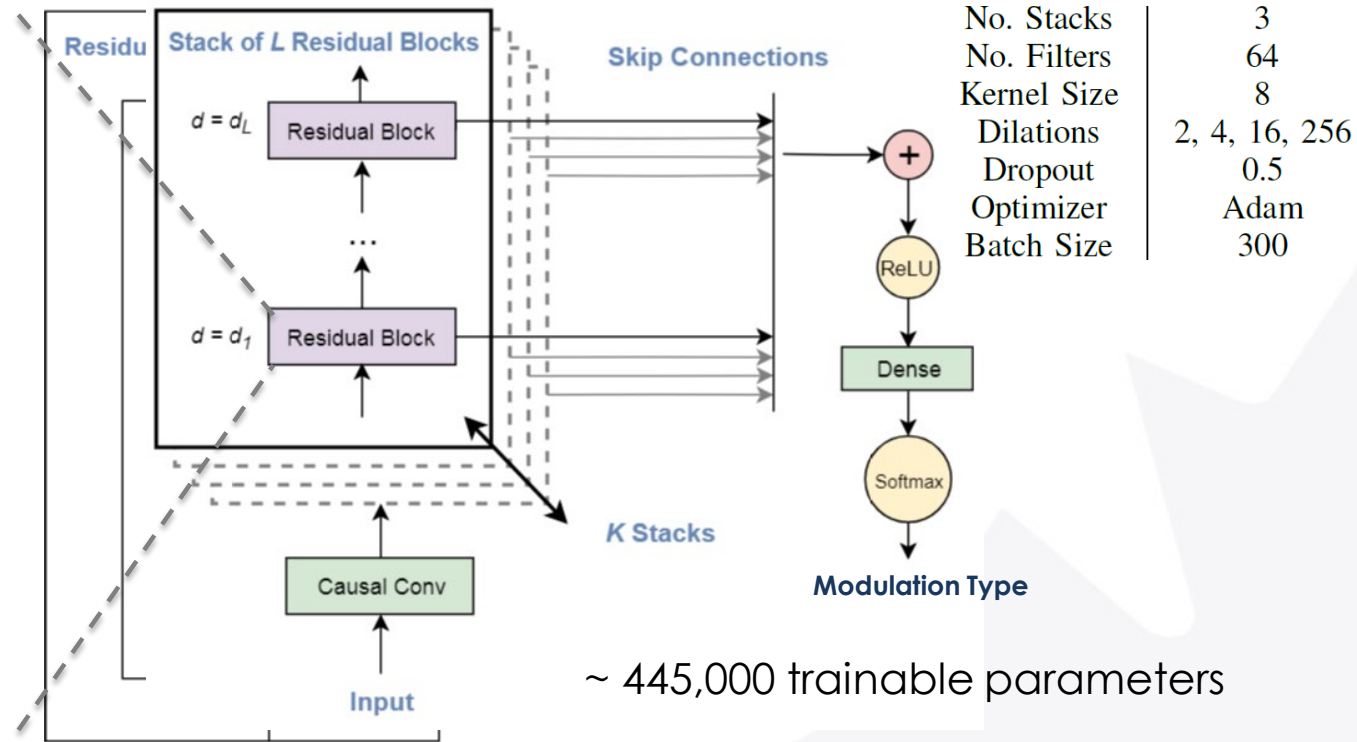 Residu
Stack of L Residual Blocks
d = d_L
Residual Block
...
d = d_1
Residual Block
K Stacks
Causal Conv
Input
Skip Connections
+
ReLU
Dense
Softmax
Modulation Type
No. Stacks 3
No. Filters 64
Kernel Size 8
Dilations 2, 4, 16, 256
Dropout 0.5
Optimizer Adam
Batch Size 300
~ 445,000 trainable parameters